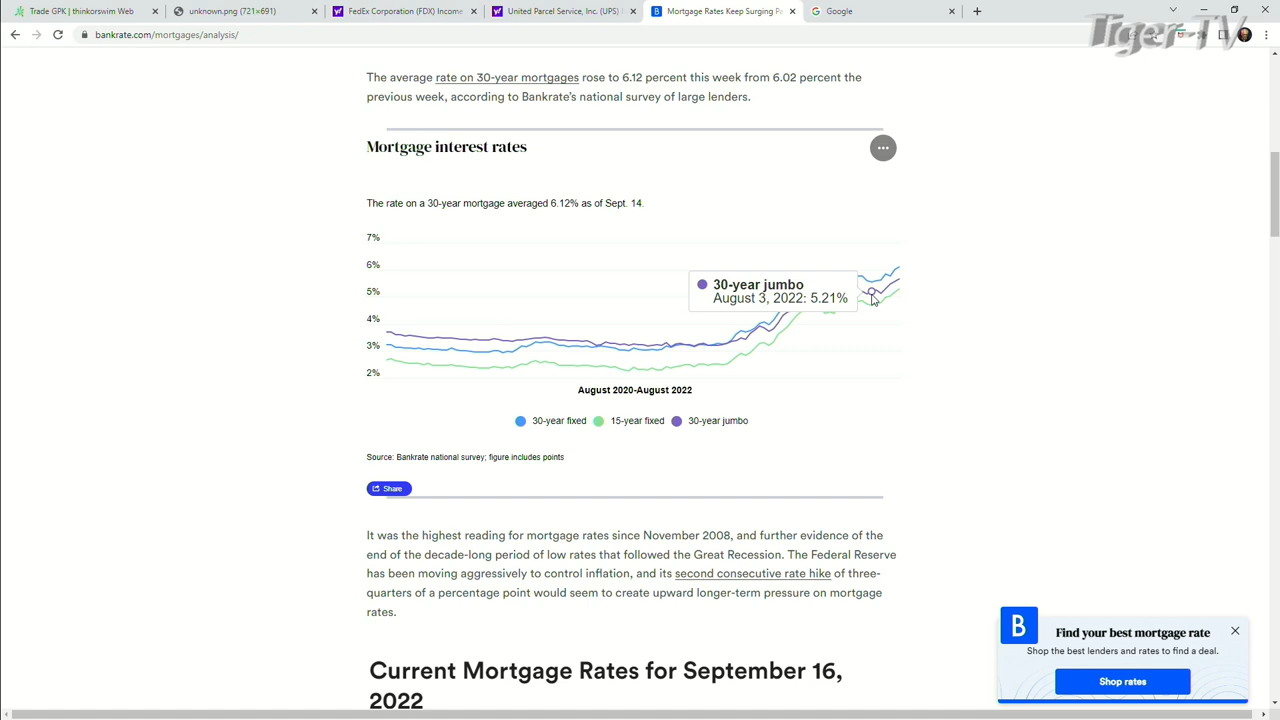 Trade GPK | thinkorswim Web
unknown.png (721×691)
FedEx Corporation (FDX) Income
United Parcel Service, Inc. (UPS) I
Mortgage Rates Keep Surging Pa
Google
bankrate.com/mortgages/analysis/
Tiger-TV
The average rate on 30-year mortgages rose to 6.12 percent this week from 6.02 percent the
previous week, according to Bankrate's national survey of large lenders.
Mortgage interest rates
The rate on a 30-year mortgage averaged 6.12% as of Sept. 14.
7%
6%
5%
4%
3%
2%
30-year jumbo
August 3, 2022: 5.21%
August 2020-August 2022
30-year fixed
15-year fixed
30-year jumbo
Source: Bankrate national survey; figure includes points
Share
It was the highest reading for mortgage rates since November 2008, and further evidence of the
end of the decade-long period of low rates that followed the Great Recession. The Federal Reserve
has been moving aggressively to control inflation, and its second consecutive rate hike of three-
quarters of a percentage point would seem to create upward longer-term pressure on mortgage
rates.
Current Mortgage Rates for September 16,
2022
B
Find your best mortgage rate
Shop the best lenders and rates to find a deal.
Shop rates